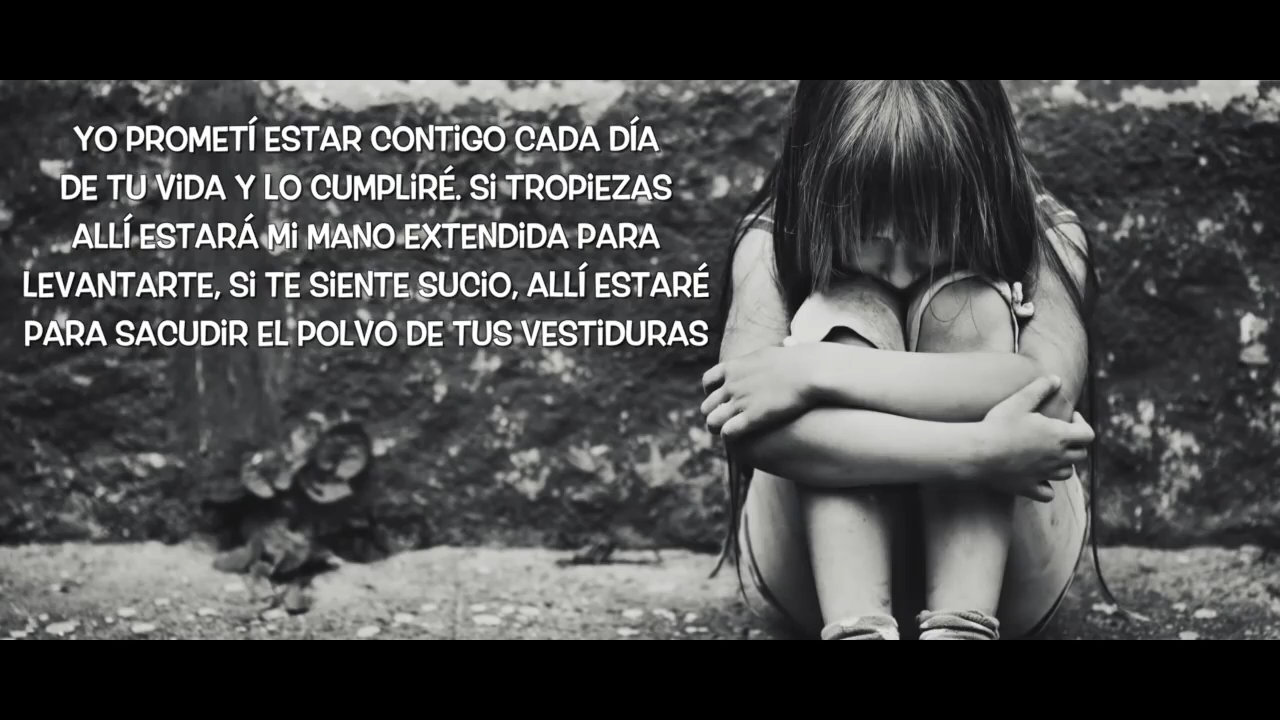 YO PROMETÍ ESTAR CONTiGO CADA DÍA
DE TU ViDA Y LO CUMPLiRÉ. Si TROPiEZAS
ALLÍ ESTARÁ Mi MANO EXTENDiDA PARA
LEVANTARTE, Si TE SiENTE SUCiO, ALLÍ ESTARÉ
PARA SACUDiR EL POLVO DE TUS VESTiDURAS